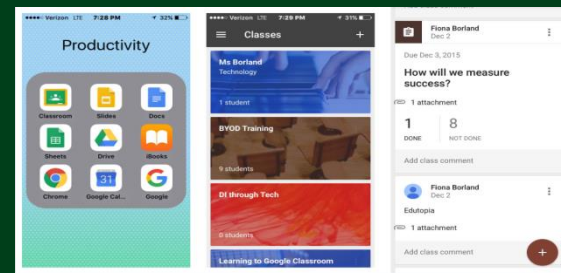 Verizon LTE 7:28 PM 32%
Productivity
Classroom Slides Docs
Sheets Drive iBooks
Chrome Google Cal... Google
Verizon LTE 7:29 PM 31%
Classes
Ms Borland
Technology
1 student
BYOD Training
9 students
DI through Tech
0 students
Learning to Google Classroom
Fiona Borland
Dec 2
Due Dec 3, 2015
How will we measure
success?
1 attachment
1 8
DONE NOT DONE
Add class comment
Fiona Borland
Dec 2
Edutopia
1 attachment
Add class comment